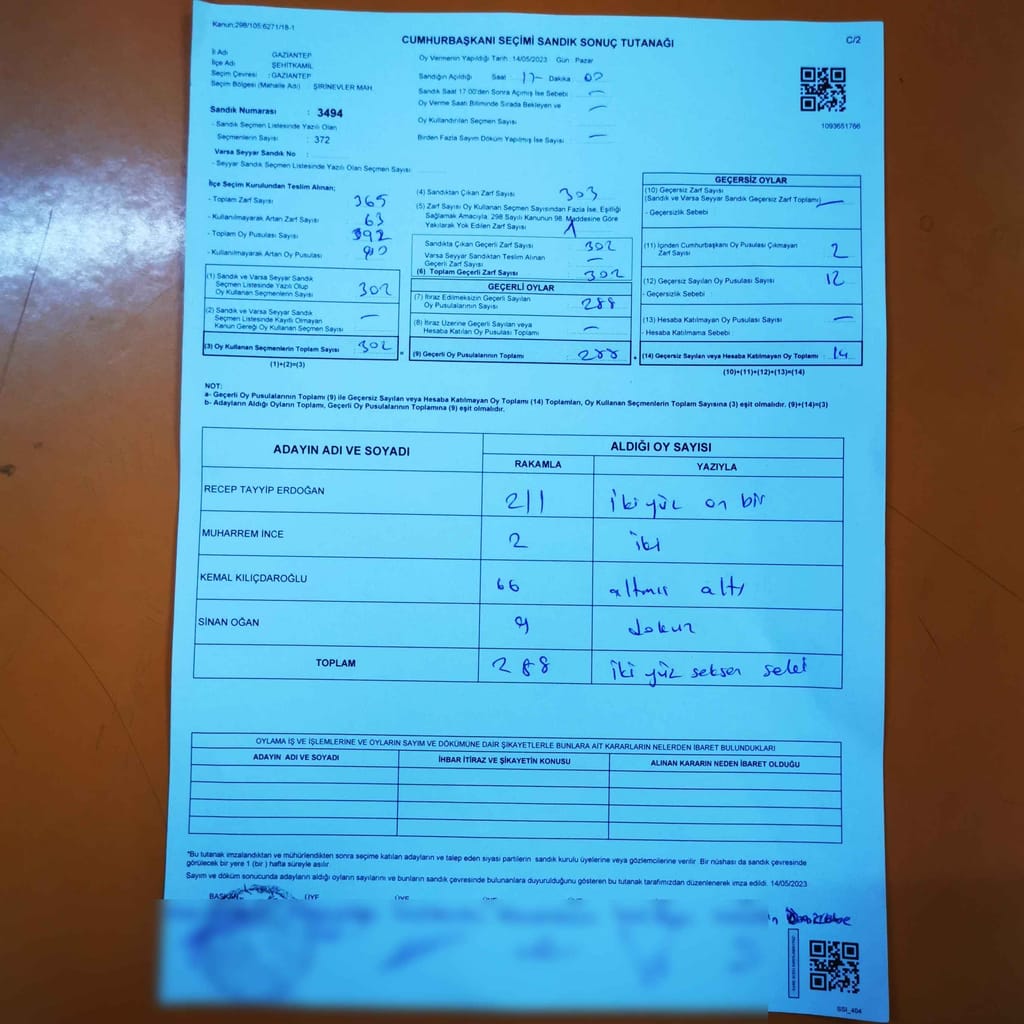 Kanun:298/105:6271/18-1
CUMHURBAŞKANI SEÇİMİ SANDIK SONUÇ TUTANAĞI
C/2
İl Adı GAZIANTEP
İlçe Adı ŞEHİTKAMİL
Seçim Çevresi : GAZIANTEP
Seçim Bölgesi (Mahalle Adı) ŞIRINEVLER MAH.
Oy Vermenin Yapıldığı Tarih 14/05/2023 Gün Pazar
Sandığın Açıldığı Saat 17- Dakika 00
Sandık Saat 17:00'den Sonra Açımış İse Sebebi —
Oy Verme Saati Bitiminde Sırada Bekleyen ve
Oy Kullandırılan Seçmen Sayısı —
Birden Fazla Sayım Döküm Yapılmış İse Sayısı —
1093651766
Sandık Numarası : 3494
- Sandık Seçmen Listesinde Yazılı Olan
Seçmenlerin Sayısı : 372
Varsa Seyyar Sandık No :
- Seyyar Sandık Seçmen Listesinde Yazılı Olan Seçmen Sayısı
İlçe Seçim Kurulundan Teslim Alınan;
- Toplam Zarf Sayısı 365
- Kullanılmayarak Artan Zarf Sayısı 63
- Toplam Oy Pusulası Sayısı 392
- Kullanılmayarak Artan Oy Pusulası
(1) Sandık ve Varsa Seyyar Sandık
Seçmen Listesinde Yazılı Olup
Oy Kullanan Seçmenlerin Sayısı 302
(2) Sandık ve Varsa Seyyar Sandık
Seçmen Listesinde Kayıtlı Olmayan
Kanun Gereği Oy Kullanan Seçmen Sayısı —
(3) Oy Kullanan Seçmenlerin Toplam Sayısı : 302
(1)+(2)=(3)
(4) Sandıktan Çıkan Zarf Sayısı 303
(5) Zarf Sayısı Oy Kullanan Seçmen Sayısından Fazla İse, Eşitliği
Sağlamak Amacıyla, 298 Sayılı Kanunun 98. Maddesine Göre
Yakılarak Yok Edilen Zarf Sayısı 1
Sandıkta Çıkan Geçerli Zarf Sayısı 302
Varsa Seyyar Sandıktan Teslim Alınan
Geçerli Zarf Sayısı —
(6) Toplam Geçerli Zarf Sayısı 302
GEÇERLİ OYLAR
(7) İtiraz Edilmeksizin Geçerli Sayılan
Oy Pusulalarının Sayısı 288
(8) İtiraz Üzerine Geçerli Sayılan veya
Hesaba Katılan Oy Pusulası Toplamı —
(9) Geçerli Oy Pusulalarının Toplamı 288
GEÇERSİZ OYLAR
(10) Geçersiz Zarf Sayısı
(Sandık ve Varsa Seyyar Sandık Geçersiz Zarf Toplamı) —
- Geçersizlik Sebebi
(11) İçinden Cumhurbaşkanı Oy Pusulası Çıkmayan
Zarf Sayısı 2
(12) Geçersiz Sayılan Oy Pusulası Sayısı 12
- Geçersizlik Sebebi
(13) Hesaba Katılmayan Oy Pusulası Sayısı —
- Hesaba Katılmama Sebebi
(14) Geçersiz Sayılan veya Hesaba Katılmayan Oy Toplamı : 14
(10)+(11)+(12)+(13)=(14)
NOT:
a- Geçerli Oy Pusulalarının Toplamı (9) ile Geçersiz Sayılan veya Hesaba Katılmayan Oy Toplamı (14) Toplamları, Oy Kullanan Seçmenlerin Toplam Sayısına (3) eşit olmalıdır. (9)+(14)=(3)
b- Adayların Aldığı Oyların Toplamı, Geçerli Oy Pusulalarının Toplamına (9) eşit olmalıdır.
ADAYIN ADI VE SOYADI ALDIĞI OY SAYISI
RAKAMLA YAZIYLA
RECEP TAYYİP ERDOĞAN 211 iki yüz on bir
MUHARREM İNCE 2 iki
KEMAL KILIÇDAROĞLU 66 altmış altı
SİNAN OĞAN 9 dokuz
TOPLAM 288 iki yüz seksen sekiz
OYLAMA İŞ VE İŞLEMLERİNE VE OYLARIN SAYIM VE DÖKÜMÜNE DAİR ŞİKAYETLERLE BUNLARA AİT KARARLARIN NELERDEN İBARET BULUNDUKLARI
ADAYIN ADI VE SOYADI İHBAR İTİRAZ VE ŞİKAYETİN KONUSU ALINAN KARARIN NEDEN İBARET OLDUĞU
*Bu tutanak imzalandıktan ve mühürlendikten sonra seçime katılan adayların ve talep eden siyasi partilerin sandık kurulu üyelerine veya gözlemcilerine verilir. Bir nüshası da sandık çevresinde
görülecek bir yere 1 (bir) hafta süreyle asılır.
Sayım ve döküm sonucunda adayların aldığı oyların sayılarını ve bunların sandık çevresinde bulunanlara duyurulduğunu gösteren bu tutanak tarafımızdan düzenlenerek imza edildi. 14/05/2023
BAŞKAN ÜYE ÜYE ÜYE ÜYE
SSI_404